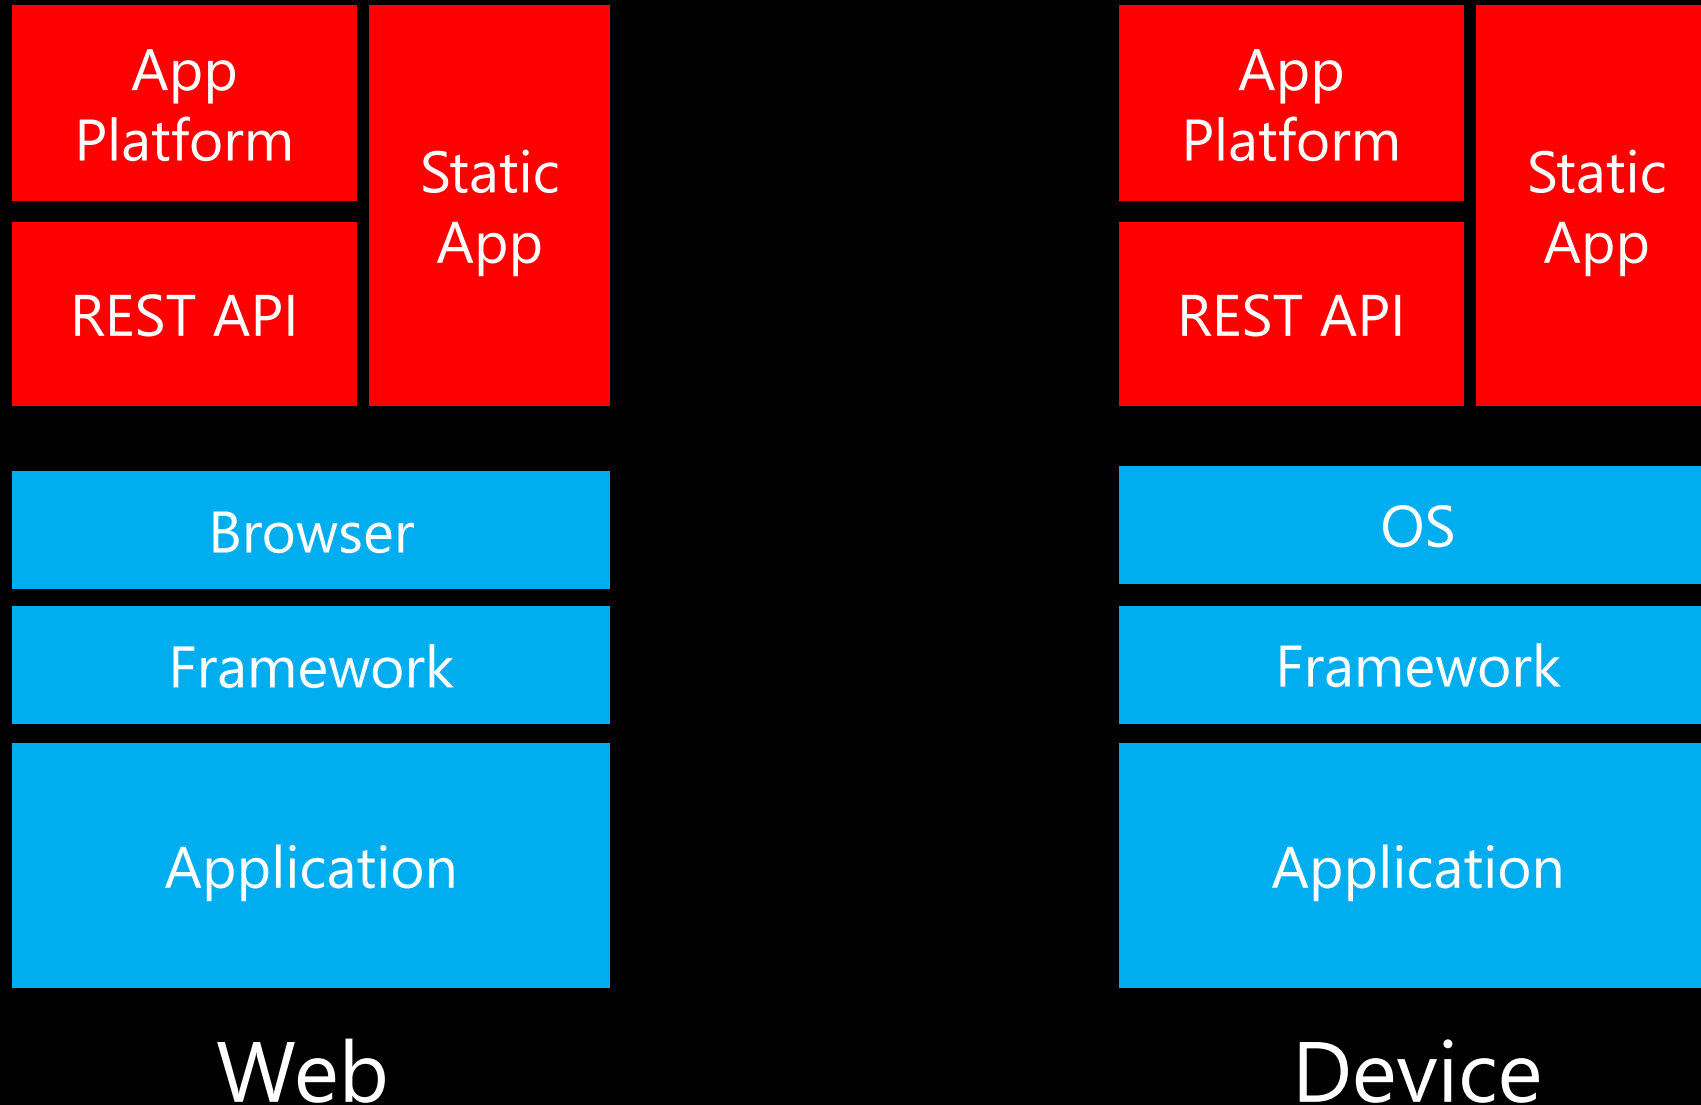 App
Platform
Static
App
REST API
Browser
Framework
Application
Web
App
Platform
Static
App
REST API
OS
Framework
Application
Device